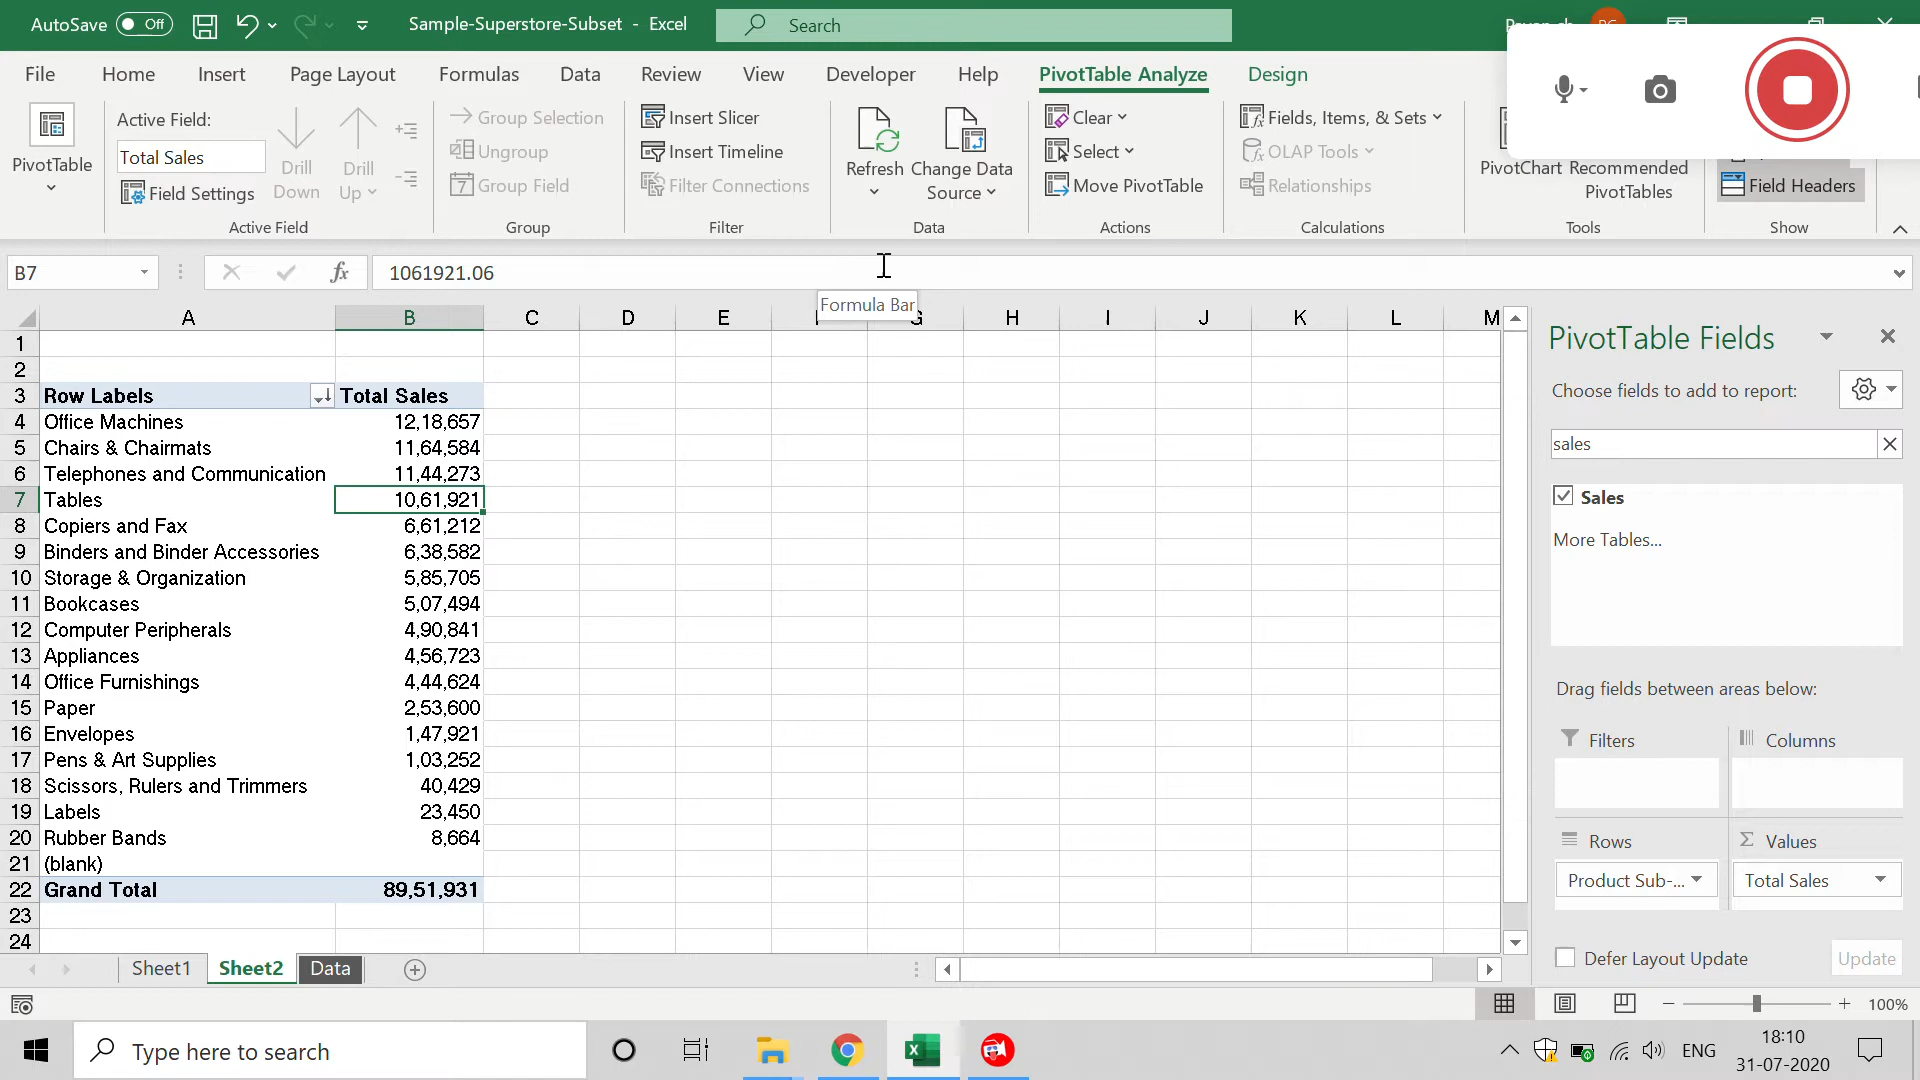 AutoSave Off Sample-Superstore-Subset - Excel Search
File Home Insert Page Layout Formulas Data Review View Developer Help PivotTable Analyze Design
PivotTable
Active Field:
Total Sales
Field Settings
Drill Down
Drill Up
Active Field
Group Selection
Ungroup
Group Field
Group
Insert Slicer
Insert Timeline
Filter Connections
Filter
Refresh
Change Data Source
Data
Clear
Select
Move PivotTable
Actions
Fields, Items, & Sets
OLAP Tools
Relationships
Calculations
PivotChart
Recommended PivotTables
Tools
Field Headers
Show
B7 fx 1061921.06
Formula Bar
A B C D E G H I J K L M
1
2
3 Row Labels Total Sales
4 Office Machines 12,18,657
5 Chairs & Chairmats 11,64,584
6 Telephones and Communication 11,44,273
7 Tables 10,61,921
8 Copiers and Fax 6,61,212
9 Binders and Binder Accessories 6,38,582
10 Storage & Organization 5,85,705
11 Bookcases 5,07,494
12 Computer Peripherals 4,90,841
13 Appliances 4,56,723
14 Office Furnishings 4,44,624
15 Paper 2,53,600
16 Envelopes 1,47,921
17 Pens & Art Supplies 1,03,252
18 Scissors, Rulers and Trimmers 40,429
19 Labels 23,450
20 Rubber Bands 8,664
21 (blank)
22 Grand Total 89,51,931
23
24
PivotTable Fields
Choose fields to add to report:
sales
Sales
More Tables...
Drag fields between areas below:
Filters
Columns
Rows
Values
Product Sub-...
Total Sales
Defer Layout Update
Update
Sheet1 Sheet2 Data
100%
Type here to search
ENG
18:10
31-07-2020